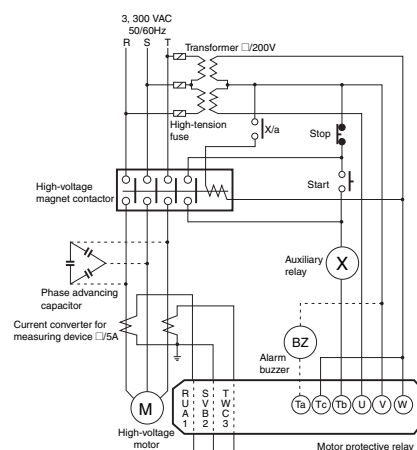 3, 300 VAC
50/60Hz
R S T
Transformer □/200V
High-tension
fuse
X/a
Stop
Start
High-voltage
magnet contactor
Auxiliary
relay
X
Phase advancing
capacitor
Current converter for
measuring device □/5A
BZ
Alarm
buzzer
R S T
U V W
A B C
1 2 3
Ta Tc Tb U V W
M
High-voltage
motor
Motor protective relay